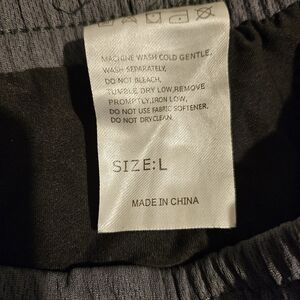 MACHINE WASH COLD GENTLE,
WASH SEPARATELY,
DO NOT BLEACH,
TUMBLE DRY LOW,REMOVE
PROMPTLY.IRON LOW,
DO NOT USE FABRIC SOFTENER.
DO NOT DRYCLEAN.
SIZE:L
MADE IN CHINA